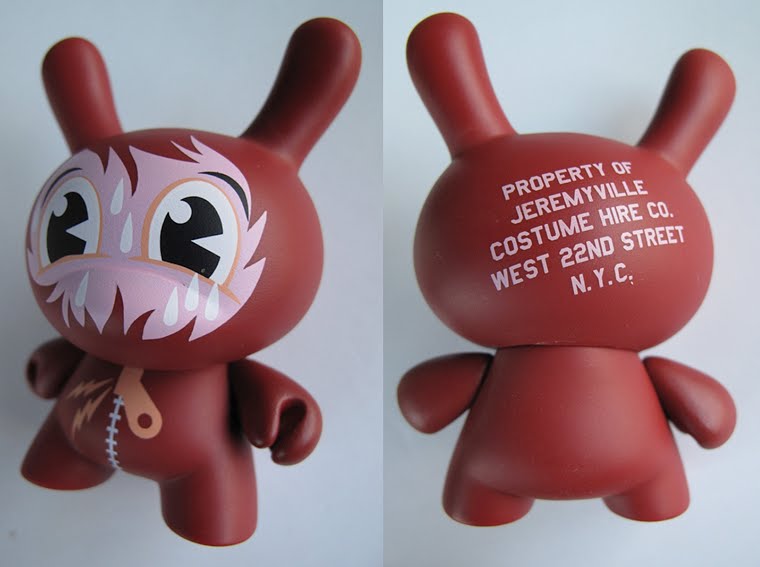 PROPERTY OF
JEREMYVILLE
COSTUME HIRE CO.
WEST 22ND STREET
N.Y.C.